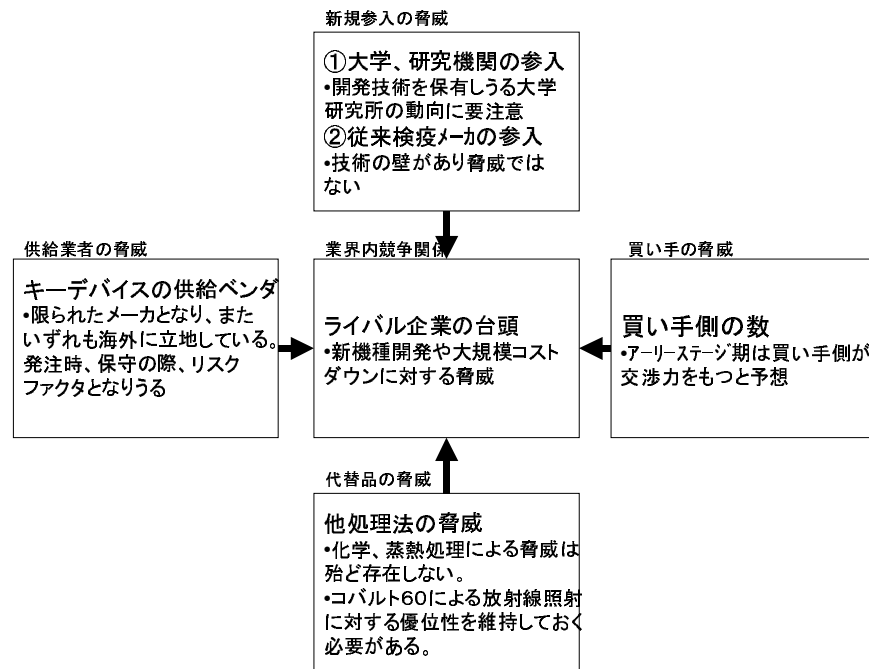 新規参入の脅威
①大学、研究機関の参入
•開発技術を保有しうる大学
研究所の動向に要注意
②従来検疫メーカの参入
•技術の壁があり脅威では
ない
供給業者の脅威
キーデバイスの供給ベンダ
•限られたメーカとなり、また
いずれも海外に立地している。
発注時、保守の際、リスク
ファクタとなりうる
業界内競争関係
ライバル企業の台頭
•新機種開発や大規模コスト
ダウンに対する脅威
買い手の脅威
買い手側の数
•アーリーステージ期は買い手側が
交渉力をもつと予想
代替品の脅威
他処理法の脅威
•化学、蒸熱処理による脅威は
殆ど存在しない。
•コバルト60による放射線照射
に対する優位性を維持しておく
必要がある。